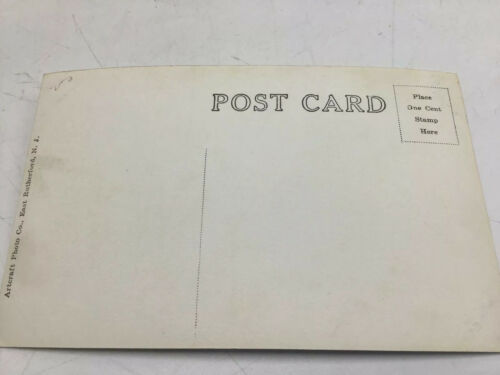 POST CARD
Place
One Cent
Stamp
Here
Artcraft Photo Co., East Rutherford, N. J.